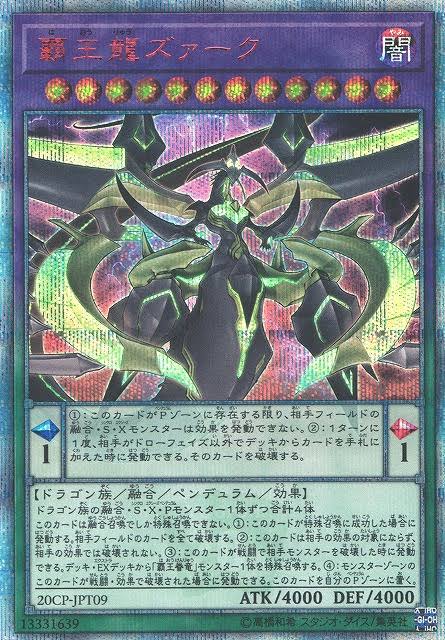 覇王龍ズァーク
闇
①:このカードがPゾーンに存在する限り、相手フィールドの
融合・S・Xモンスターは効果を発動できない。②:1ターンに
1度、相手がドローフェイズ以外でデッキからカードを手札に
加えた時に発動できる。そのカードを破壊する。
1
1
【ドラゴン族/融合/ペンデュラム/効果】
ドラゴン族の融合・S・X・Pモンスター1体ずつ合計4体
このカードは融合召喚でしか特殊召喚できない。①:このカードが特殊召喚に成功した場合に
発動する。相手フィールドのカードを全て破壊する。②:このカードは相手の効果の対象にならず、
相手の効果では破壊されない。③:このカードが戦闘で相手モンスターを破壊した時に発動
できる。デッキ・EXデッキから「覇王眷竜」モンスター1体を特殊召喚する。④:モンスターゾーンの
このカードが戦闘・効果で破壊された場合に発動できる。このカードを自分のPゾーンに置く。
20CP-JPT09
ATK/4000
DEF/4000
13331639
©高橋和希 スタジオ・ダイス/集英社